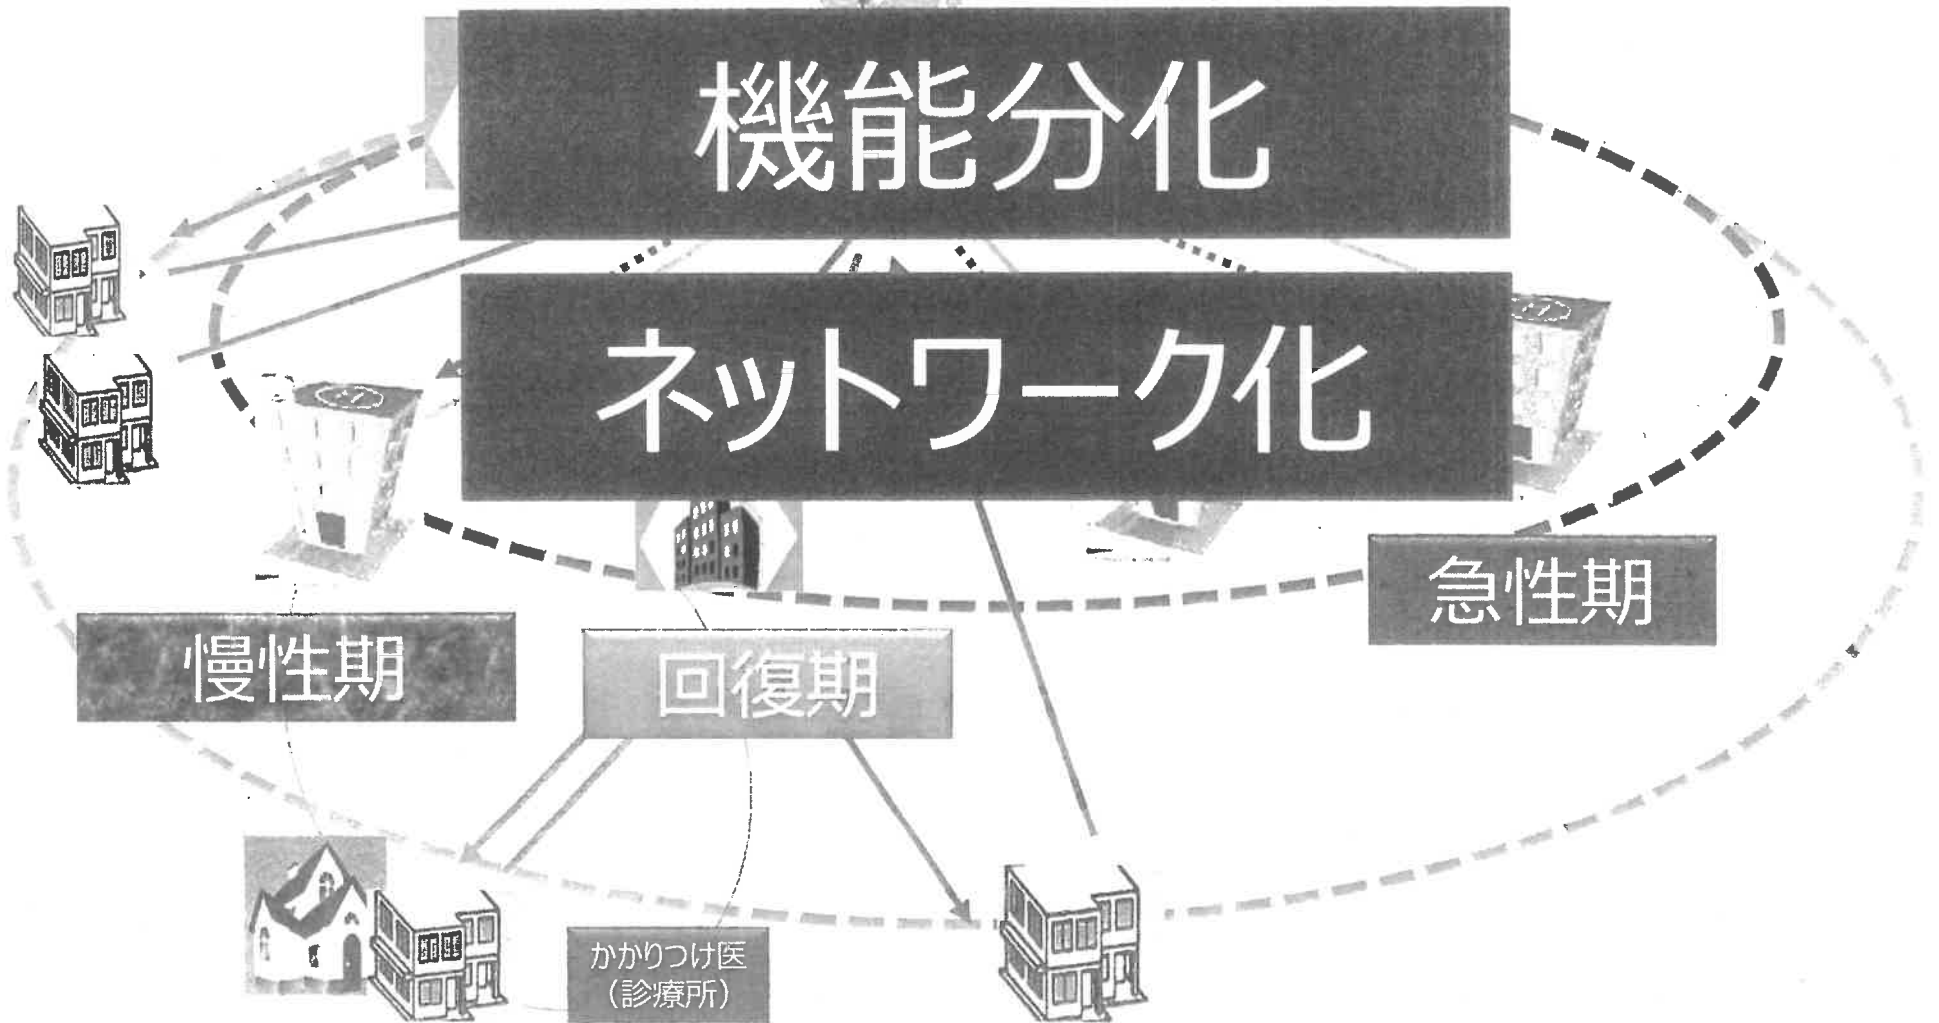 機能分化
ネットワーク化
急性期
慢性期
回復期
かかりつけ医
（診療所）